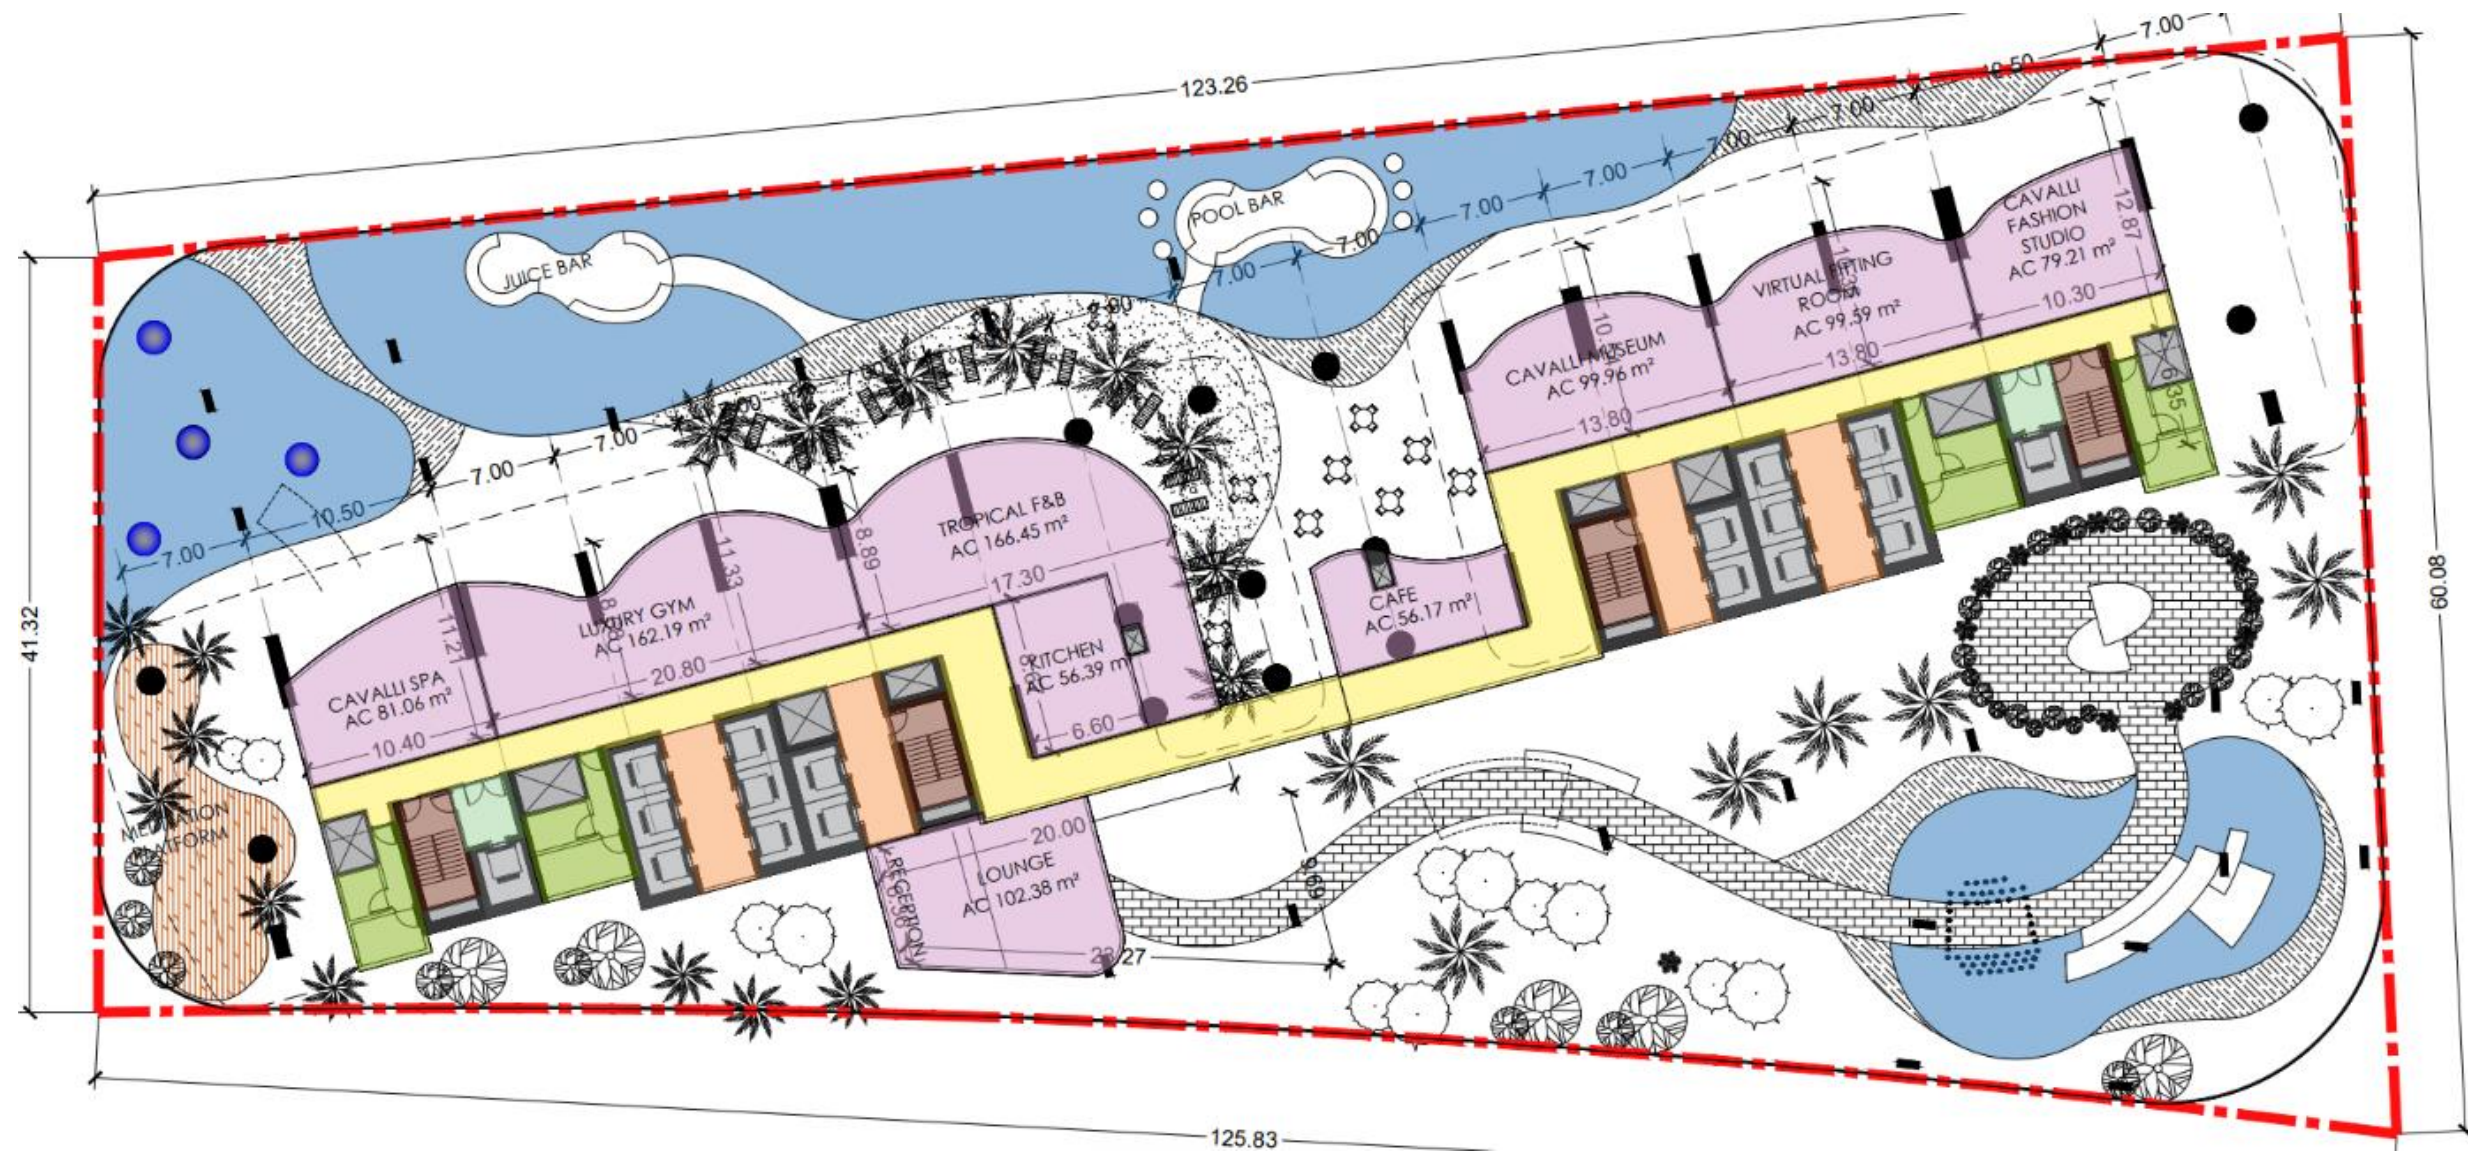 123.26
7.00
10.50
7.00
7.00
7.00
7.00
7.00
7.00
POOL BAR
JUICE BAR
CAVALLI
FASHION
STUDIO
AC 79.21 m²
12.87
10.30
VIRTUAL FITTING
ROOM
AC 99.59 m²
13.80
CAVALLI MUSEUM
AC 99.96 m²
13.80
7.00
7.00
10.50
7.00
TROPICAL F&B
AC 166.45 m²
8.89
17.30
11.33
LUXURY GYM
AC 162.19 m²
20.80
11.21
CAVALLI SPA
AC 81.06 m²
10.40
KITCHEN
AC 56.39 m
6.60
CAFE
AC 56.17 m²
41.32
60.08
MEDITATION
PLATFORM
20.00
LOUNGE
AC 102.38 m²
RECEPTION
9.69
125.83